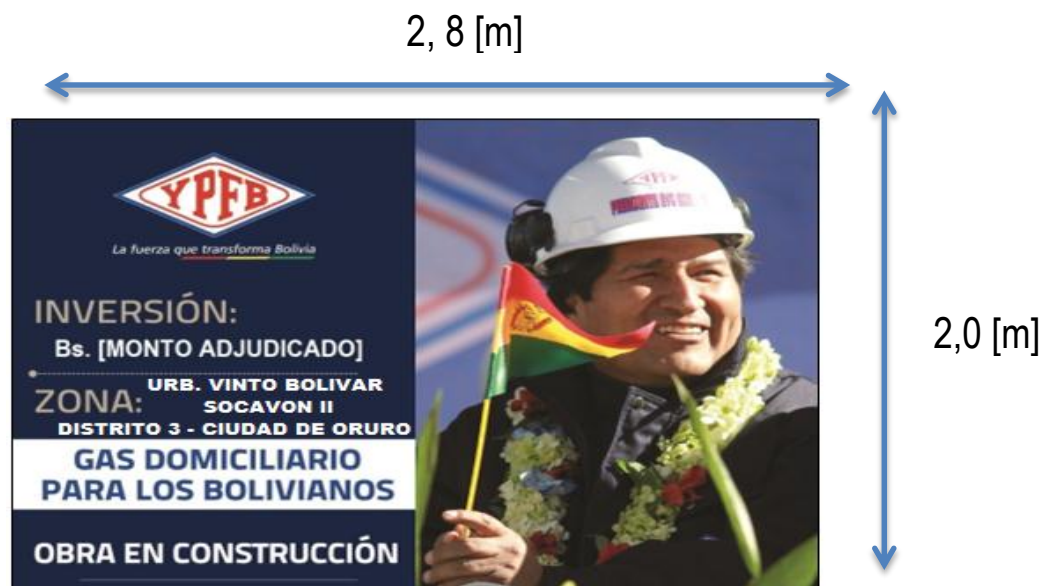 2, 8 [m]
YPFB
La fuerza que transforma Bolivia
INVERSIÓN:
Bs. [MONTO ADJUDICADO]
ZONA: URB. VINTO BOLIVAR
SOCAVON II
DISTRITO 3 - CIUDAD DE ORURO
GAS DOMICILIARIO
PARA LOS BOLIVIANOS
OBRA EN CONSTRUCCIÓN
2,0 [m]